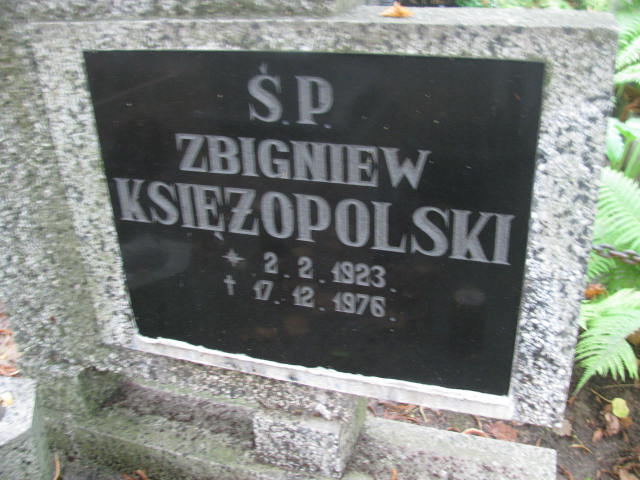 Ś.P.
ZBIGNIEW
KSIĘŻOPOLSKI
* 2.2.1923.
† 17.12.1976.